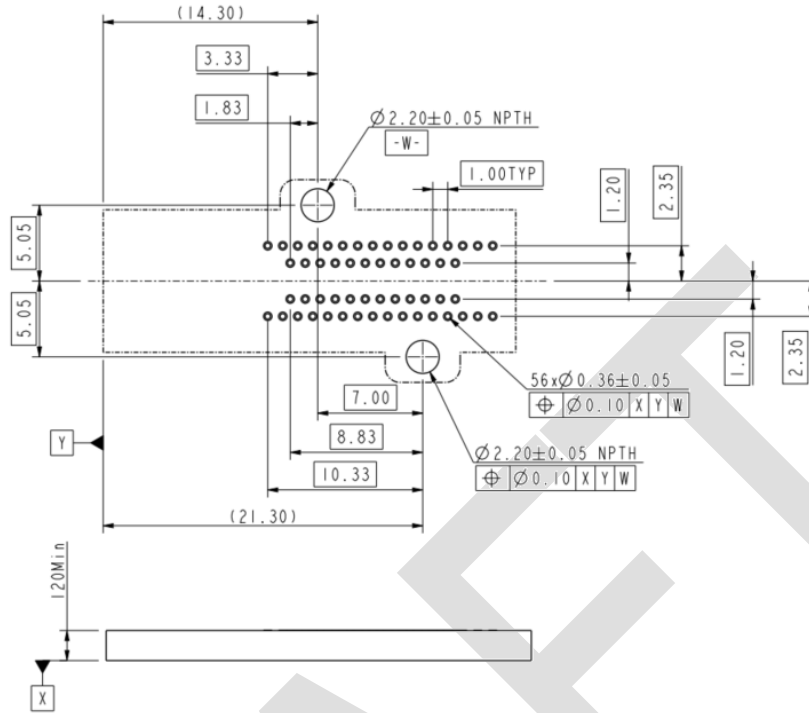 (14.30)
3.33
1.83
Ø2.20±0.05 NPTH
-W-
1.00TYP
1.20
2.35
5.05
5.05
1.20
2.35
56xØ0.36±0.05
⌖ Ø0.10 X Y W
7.00
8.83
Ø2.20±0.05 NPTH
⌖ Ø0.10 X Y W
Y
10.33
(21.30)
120Min
X